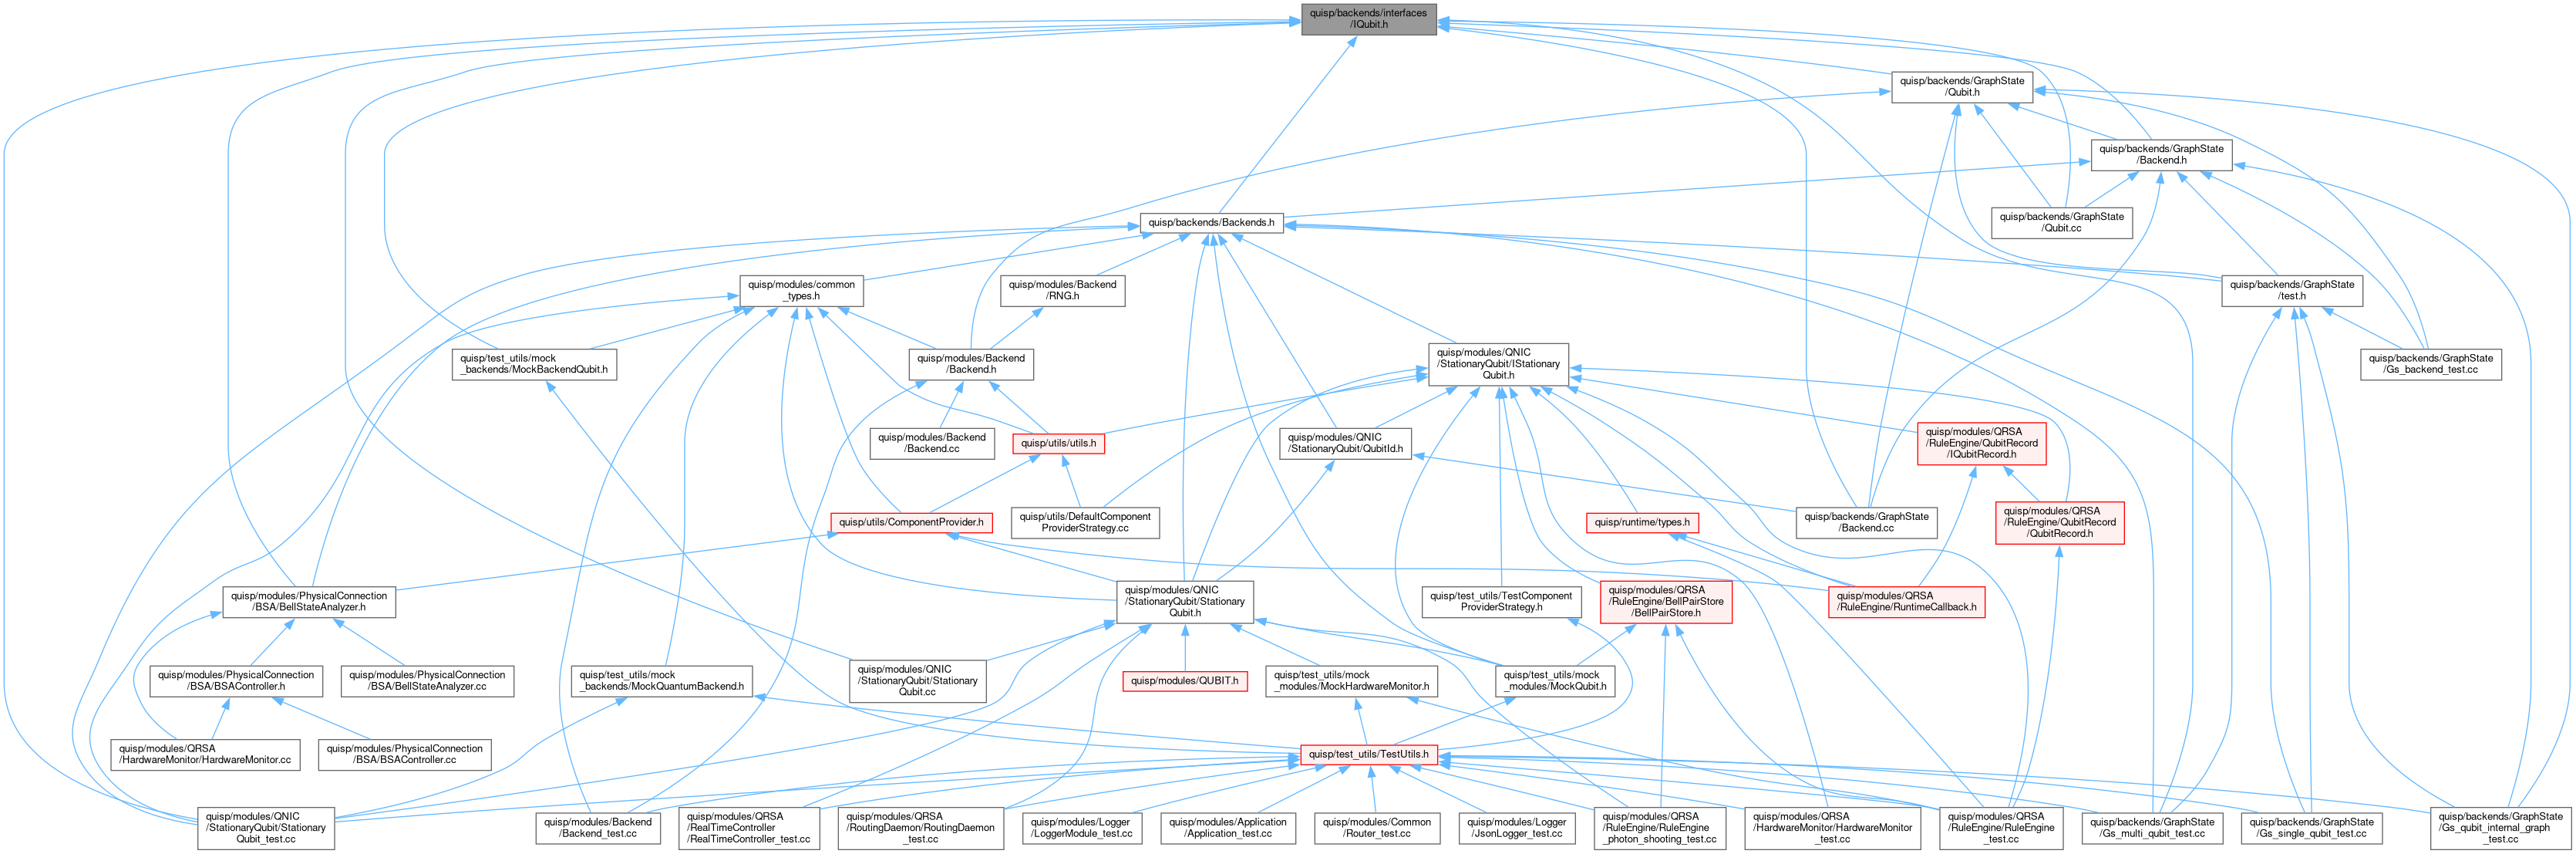 quisp/backends/interfaces
/IQubit.h
quisp/backends/GraphState
/Qubit.h
quisp/backends/GraphState
/Backend.h
quisp/backends/Backends.h
quisp/backends/GraphState
/Qubit.cc
quisp/modules/common
_types.h
quisp/modules/Backend
/RNG.h
quisp/backends/GraphState
/test.h
quisp/test_utils/mock
_backends/MockBackendQubit.h
quisp/modules/Backend
/Backend.h
quisp/modules/QNIC
/StationaryQubit/IStationary
Qubit.h
quisp/backends/GraphState
/Gs_backend_test.cc
quisp/modules/Backend
/Backend.cc
quisp/utils/utils.h
quisp/modules/QNIC
/StationaryQubit/QubitId.h
quisp/modules/QRSA
/RuleEngine/QubitRecord
/IQubitRecord.h
quisp/utils/ComponentProvider.h
quisp/utils/DefaultComponent
ProviderStrategy.cc
quisp/runtime/types.h
quisp/backends/GraphState
/Backend.cc
quisp/modules/QRSA
/RuleEngine/QubitRecord
/QubitRecord.h
quisp/modules/PhysicalConnection
/BSA/BellStateAnalyzer.h
quisp/modules/QNIC
/StationaryQubit/Stationary
Qubit.h
quisp/test_utils/TestComponent
ProviderStrategy.h
quisp/modules/QRSA
/RuleEngine/BellPairStore
/BellPairStore.h
quisp/modules/QRSA
/RuleEngine/RuntimeCallback.h
quisp/modules/PhysicalConnection
/BSA/BSAController.h
quisp/modules/PhysicalConnection
/BSA/BellStateAnalyzer.cc
quisp/test_utils/mock
_backends/MockQuantumBackend.h
quisp/modules/QNIC
/StationaryQubit/Stationary
Qubit.cc
quisp/modules/QUBIT.h
quisp/test_utils/mock
_modules/MockHardwareMonitor.h
quisp/test_utils/mock
_modules/MockQubit.h
quisp/modules/QRSA
/HardwareMonitor/HardwareMonitor.cc
quisp/modules/PhysicalConnection
/BSA/BSAController.cc
quisp/test_utils/TestUtils.h
quisp/modules/QNIC
/StationaryQubit/Stationary
Qubit_test.cc
quisp/modules/Backend
/Backend_test.cc
quisp/modules/QRSA
/RealTimeController
/RealTimeController_test.cc
quisp/modules/QRSA
/RoutingDaemon/RoutingDaemon
_test.cc
quisp/modules/Logger
/LoggerModule_test.cc
quisp/modules/Application
/Application_test.cc
quisp/modules/Common
/Router_test.cc
quisp/modules/Logger
/JsonLogger_test.cc
quisp/modules/QRSA
/RuleEngine/RuleEngine
_photon_shooting_test.cc
quisp/modules/QRSA
/HardwareMonitor/HardwareMonitor
_test.cc
quisp/modules/QRSA
/RuleEngine/RuleEngine
_test.cc
quisp/backends/GraphState
/Gs_multi_qubit_test.cc
quisp/backends/GraphState
/Gs_single_qubit_test.cc
quisp/backends/GraphState
/Gs_qubit_internal_graph
_test.cc